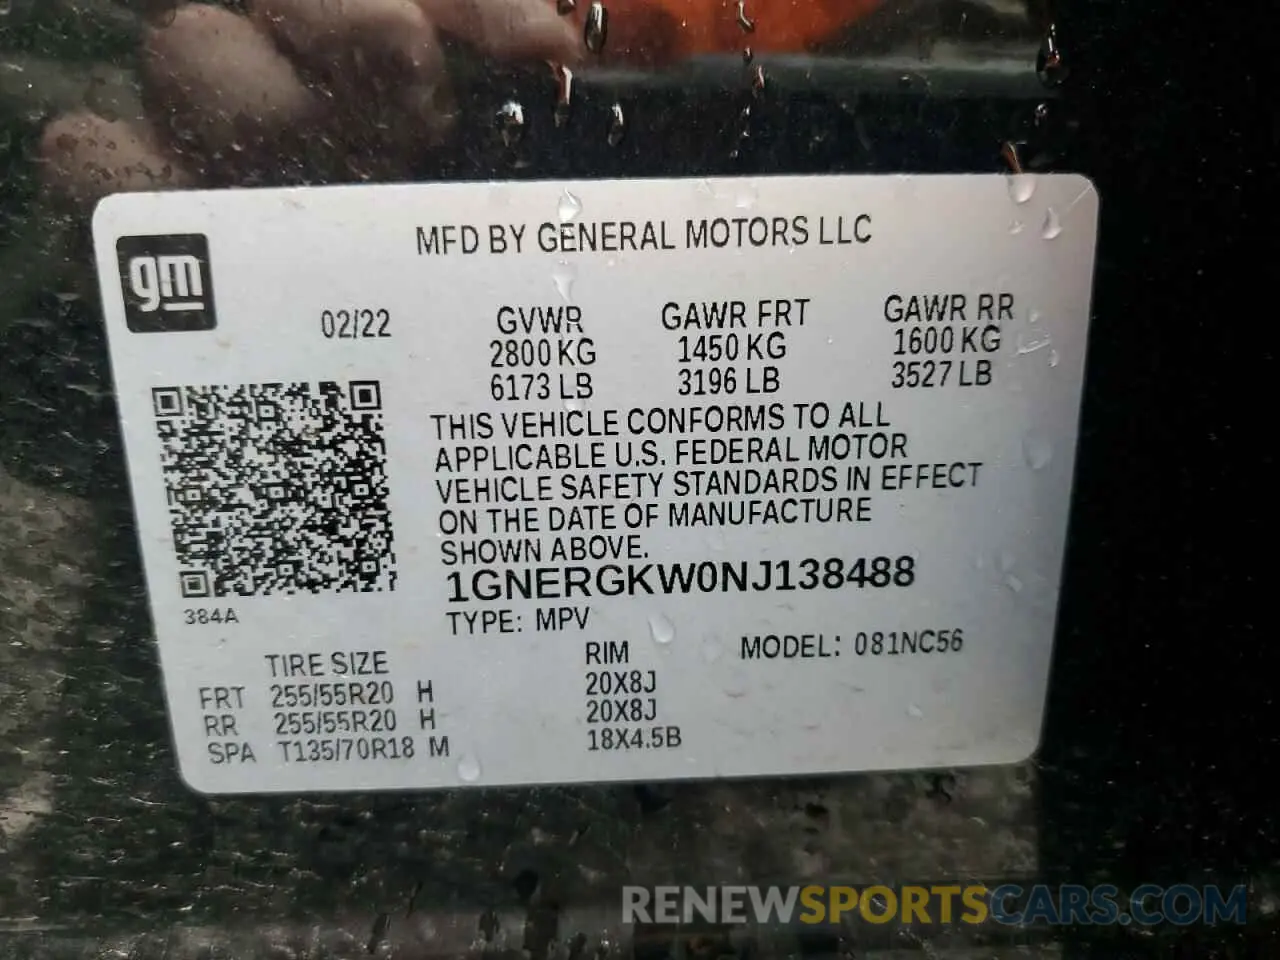 MFD BY GENERAL MOTORS LLC
gm
02/22 GVWR GAWR FRT GAWR RR
2800 KG 1450 KG 1600 KG
6173 LB 3196 LB 3527 LB
THIS VEHICLE CONFORMS TO ALL
APPLICABLE U.S. FEDERAL MOTOR
VEHICLE SAFETY STANDARDS IN EFFECT
ON THE DATE OF MANUFACTURE
SHOWN ABOVE.
1GNERGKW0NJ138488
384A
TYPE: MPV
TIRE SIZE RIM MODEL: 081NC56
FRT 255/55R20 H 20X8J
RR 255/55R20 H 20X8J
SPA T135/70R18 M 18X4.5B
RENEWSPORTSCARS.COM